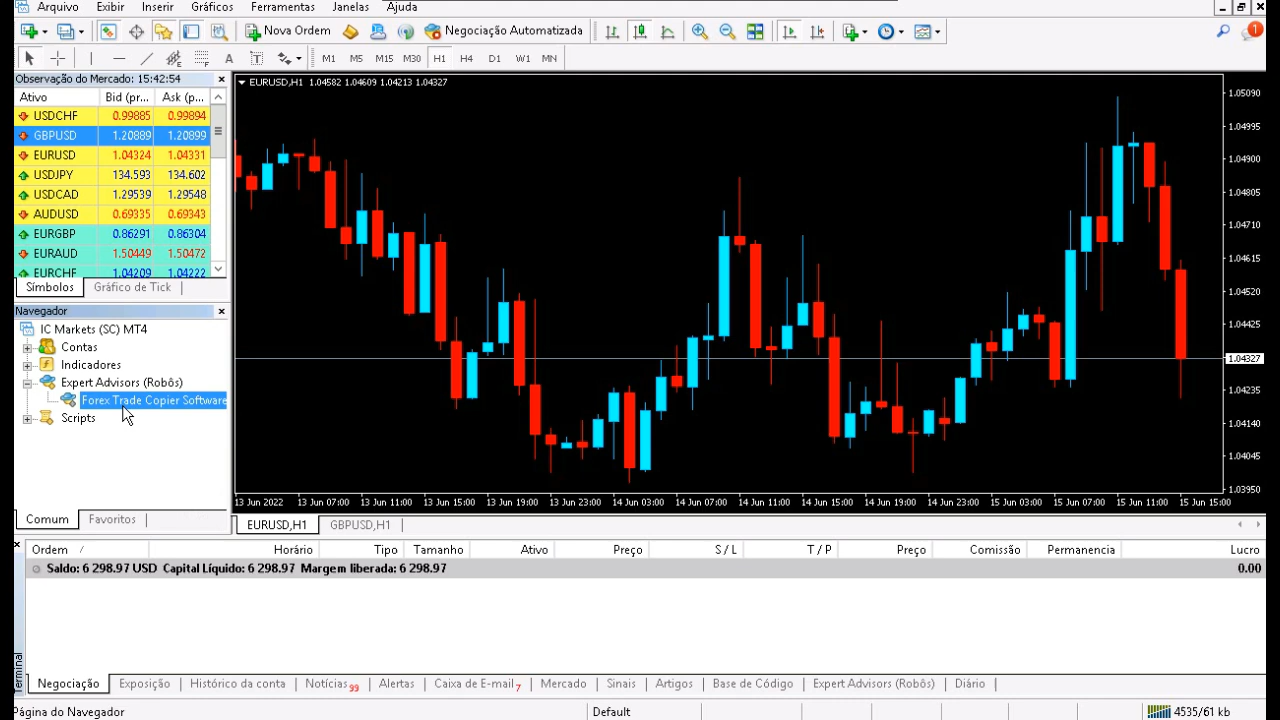 Arquivo Exibir Inserir Gráficos Ferramentas Janelas Ajuda
Nova Ordem Negociação Automatizada 1
A T M1 M5 M15 M30 H1 H4 D1 W1 MN
Observação do Mercado: 15:42:54
Ativo Bid (pr... Ask (p...
USDCHF 0.99885 0.99894
GBPUSD 1.20889 1.20899
EURUSD 1.04324 1.04331
USDJPY 134.593 134.602
USDCAD 1.29539 1.29548
AUDUSD 0.69335 0.69343
EURGBP 0.86291 0.86304
EURAUD 1.50449 1.50472
EURCHF 1.04209 1.04222
Símbolos Gráfico de Tick
Navegador
IC Markets (SC) MT4
Contas
Indicadores
Expert Advisors (Robôs)
Forex Trade Copier Software
Scripts
Comum Favoritos
EURUSD,H1 1.04582 1.04609 1.04213 1.04327
1.05090
1.04995
1.04900
1.04805
1.04710
1.04615
1.04520
1.04425
1.04327
1.04235
1.04140
1.04045
1.03950
13 Jun 2022 13 Jun 07:00 13 Jun 11:00 13 Jun 15:00 13 Jun 19:00 13 Jun 23:00 14 Jun 03:00 14 Jun 07:00 14 Jun 11:00 14 Jun 15:00 14 Jun 19:00 14 Jun 23:00 15 Jun 03:00 15 Jun 07:00 15 Jun 11:00 15 Jun 15:00
EURUSD,H1 GBPUSD,H1
Ordem / Horário Tipo Tamanho Ativo Preço S / L T / P Preço Comissão Permanencia Lucro
Saldo: 6 298.97 USD Capital Líquido: 6 298.97 Margem liberada: 6 298.97 0.00
Terminal
Negociação Exposição Histórico da conta Notícias 99 Alertas Caixa de E-mail 7 Mercado Sinais Artigos Base de Código Expert Advisors (Robôs) Diário
Página do Navegador Default 4535/61 kb